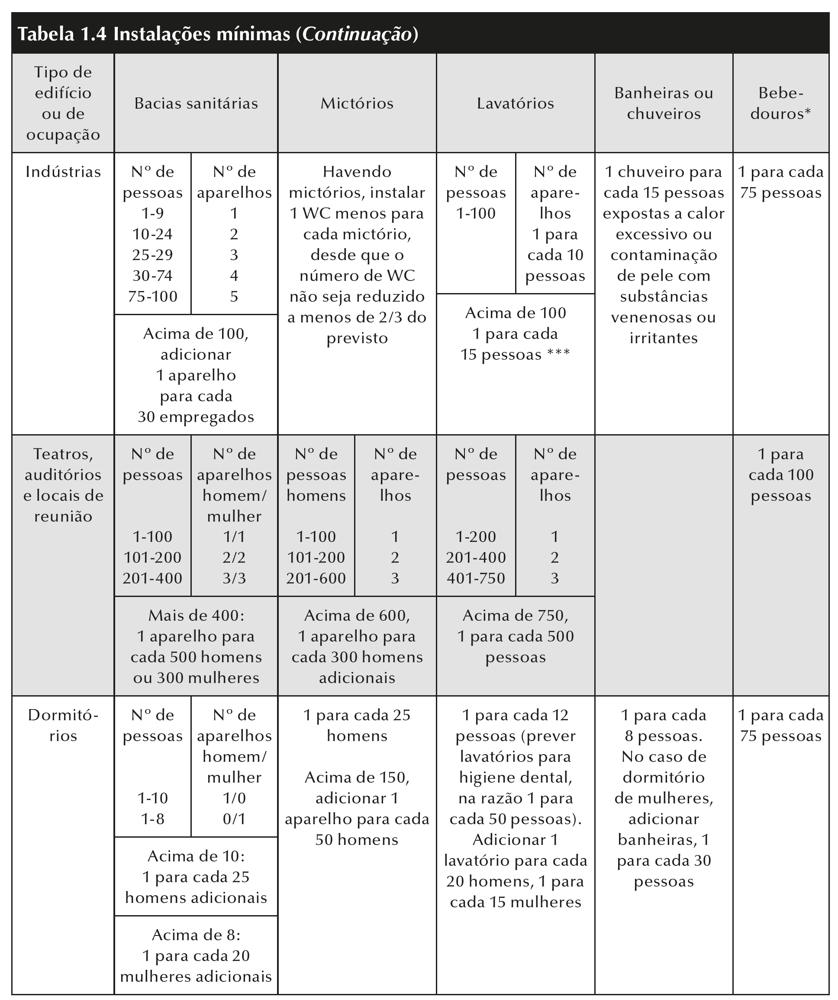 Tabela 1.4 Instalações mínimas (Continuação)
Tipo de
edifício
ou de
ocupação
Bacias sanitárias
Mictórios
Lavatórios
Banheiras ou
chuveiros
Bebe-
douros*
Indústrias
Nº de
pessoas
1-9
10-24
25-29
30-74
75-100
Nº de
aparelhos
1
2
3
4
5
Acima de 100,
adicionar
1 aparelho
para cada
30 empregados
Havendo
mictórios, instalar
1 WC menos para
cada mictório,
desde que o
número de WC
não seja reduzido
a menos de 2/3 do
previsto
Nº de
pessoas
1-100
Nº de
apare-
lhos
1 para
cada 10
pessoas
Acima de 100
1 para cada
15 pessoas ***
1 chuveiro para
cada 15 pessoas
expostas a calor
excessivo ou
contaminação
de pele com
substâncias
venenosas ou
irritantes
1 para cada
75 pessoas
Teatros,
auditórios
e locais de
reunião
Nº de
pessoas
1-100
101-200
201-400
Nº de
aparelhos
homem/
mulher
1/1
2/2
3/3
Mais de 400:
1 aparelho para
cada 500 homens
ou 300 mulheres
Nº de
pessoas
homens
1-100
101-200
201-600
Nº de
apare-
lhos
1
2
3
Acima de 600,
1 aparelho para
cada 300 homens
adicionais
Nº de
pessoas
1-200
201-400
401-750
Nº de
apare-
lhos
1
2
3
Acima de 750,
1 para cada 500
pessoas
1 para
cada 100
pessoas
Dormitó-
rios
Nº de
pessoas
1-10
1-8
Nº de
aparelhos
homem/
mulher
1/0
0/1
Acima de 10:
1 para cada 25
homens adicionais
Acima de 8:
1 para cada 20
mulheres adicionais
1 para cada 25
homens
Acima de 150,
adicionar 1
aparelho para cada
50 homens
1 para cada 12
pessoas (prever
lavatórios para
higiene dental,
na razão 1 para
cada 50 pessoas).
Adicionar 1
lavatório para cada
20 homens, 1 para
cada 15 mulheres
1 para cada
8 pessoas.
No caso de
dormitório
de mulheres,
adicionar
banheiras, 1
para cada 30
pessoas
1 para cada
75 pessoas